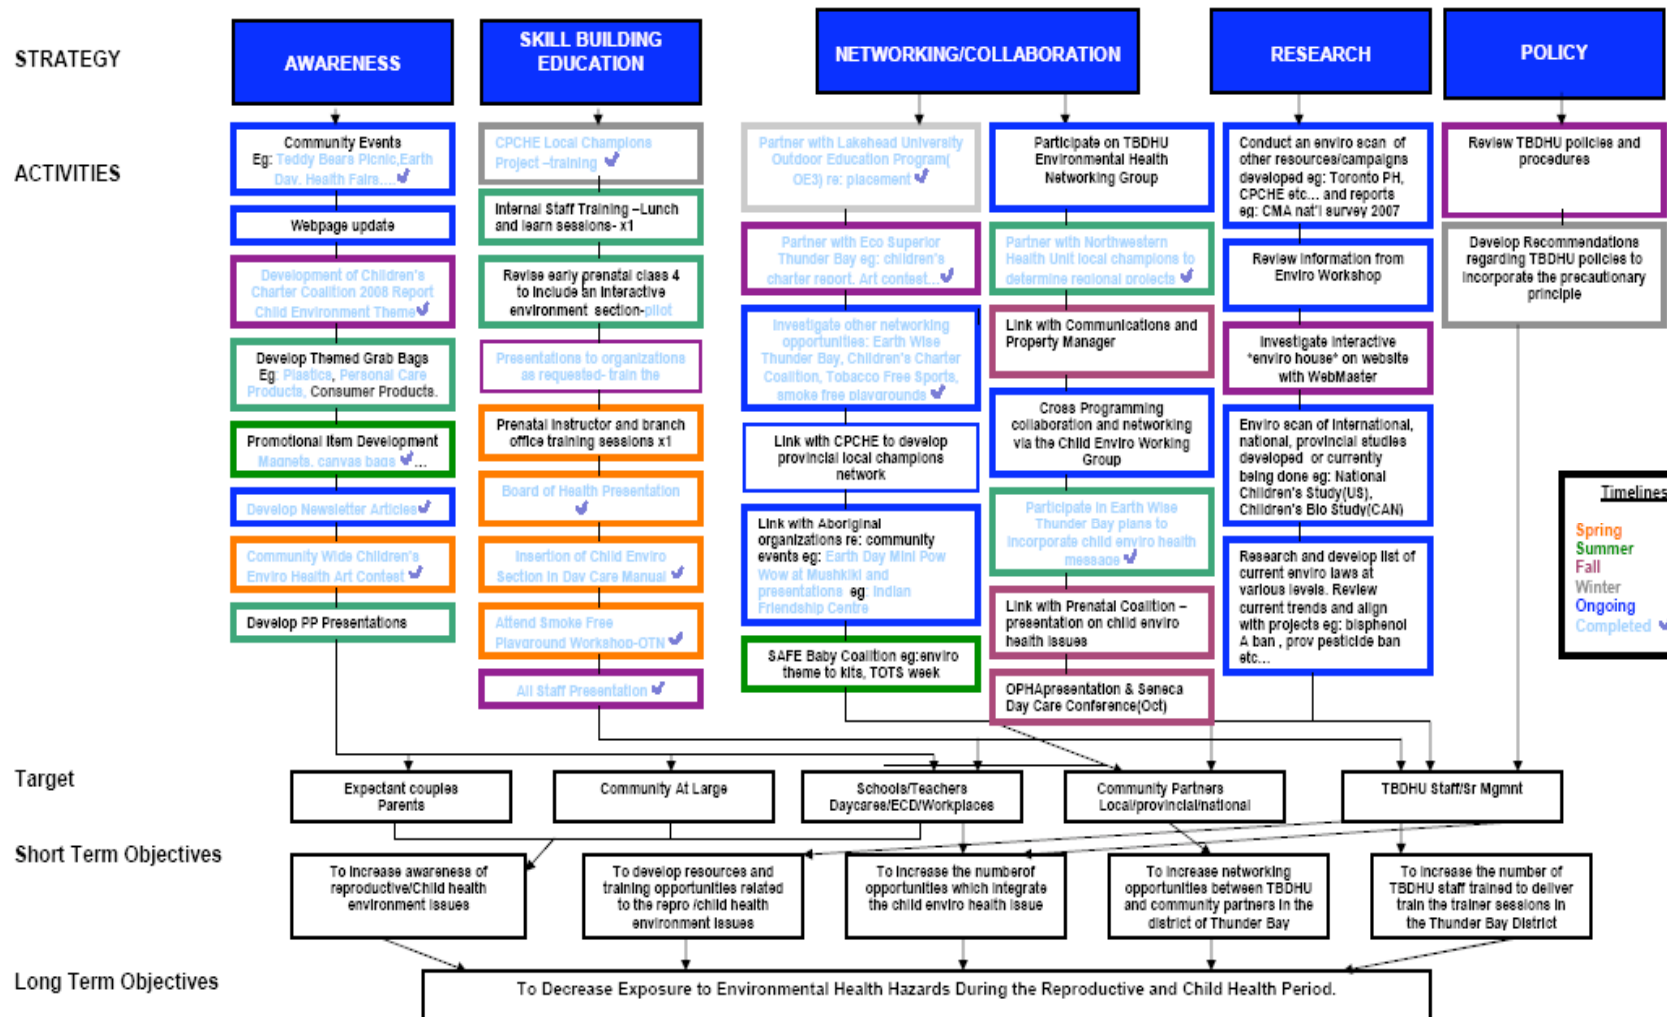 STRATEGY
AWARENESS
SKILL BUILDING
EDUCATION
NETWORKING/COLLABORATION
RESEARCH
POLICY
ACTIVITIES
Community Events
Eg: Teddy Bears Picnic,Earth
Day, Health Fairs....
Webpage update
Development of Children's
Charter Coalition 2008 Report
Child Environment Theme
Develop Themed Grab Bags
Eg: Plastics, Personal Care
Products, Consumer Products.
Promotional Item Development
Magnets, canvas bags ...
Develop Newsletter Articles
Community Wide Children's
Enviro Health Art Contest
Develop PP Presentations
CPCHE Local Champions
Project –training
Internal Staff Training –Lunch
and learn sessions- x1
Revise early prenatal class 4
to include an interactive
environment section-pilot
Presentations to organizations
as requested- train the
Prenatal Instructor and branch
office training sessions x1
Board of Health Presentation
Insertion of Child Enviro
Section in Day Care Manual
Attend Smoke Free
Playground Workshop-OTN
All Staff Presentation
Partner with Lakehead University
Outdoor Education Program(
OE3) re: placement
Partner with Eco Superior
Thunder Bay eg: children's
charter report, Art contest...
Investigate other networking
opportunities: Earth Wise
Thunder Bay, Children's Charter
Coalition, Tobacco Free Sports,
smoke free playgrounds
Link with CPCHE to develop
provincial local champions
network
Link with Aboriginal
organizations re: community
events eg: Earth Day Mini Pow
Wow at Mushkiki and
presentations eg: Indian
Friendship Centre
SAFE Baby Coalition eg:enviro
theme to kits, TOTS week
Participate on TBDHU
Environmental Health
Networking Group
Partner with Northwestern
Health Unit local champions to
determine regional projects
Link with Communications and
Property Manager
Cross Programming
collaboration and networking
via the Child Enviro Working
Group
Participate in Earth Wise
Thunder Bay plans to
incorporate child enviro health
message
Link with Prenatal Coalition –
presentation on child enviro
health issues
OPHApresentation & Seneca
Day Care Conference(Oct)
Conduct an enviro scan of
other resources/campaigns
developed eg: Toronto PH,
CPCHE etc... and reports
eg: CMA nat'l survey 2007
Review Information from
Enviro Workshop
Investigate interactive
*enviro house* on website
with WebMaster
Enviro scan of International,
national, provincial studies
developed or currently
being done eg: National
Children's Study(US),
Children's Bio Study(CAN)
Research and develop list of
current enviro laws at
various levels. Review
current trends and align
with projects eg: bisphenol
A ban , prov pesticide ban
etc...
Review TBDHU policies and
procedures
Develop Recommendations
regarding TBDHU policies to
incorporate the precautionary
principle
Timelines
Spring
Summer
Fall
Winter
Ongoing
Completed
Target
Expectant couples
Parents
Community At Large
Schools/Teachers
Daycares/ECD/Workplaces
Community Partners
Local/provincial/national
TBDHU Staff/Sr Mgmnt
Short Term Objectives
To increase awareness of
reproductive/Child health
environment issues
To develop resources and
training opportunities related
to the repro /child health
environment issues
To increase the numberof
opportunities which integrate
the child enviro health issue
To increase networking
opportunities between TBDHU
and community partners in the
district of Thunder Bay
To increase the number of
TBDHU staff trained to deliver
train the trainer sessions in
the Thunder Bay District
Long Term Objectives
To Decrease Exposure to Environmental Health Hazards During the Reproductive and Child Health Period.